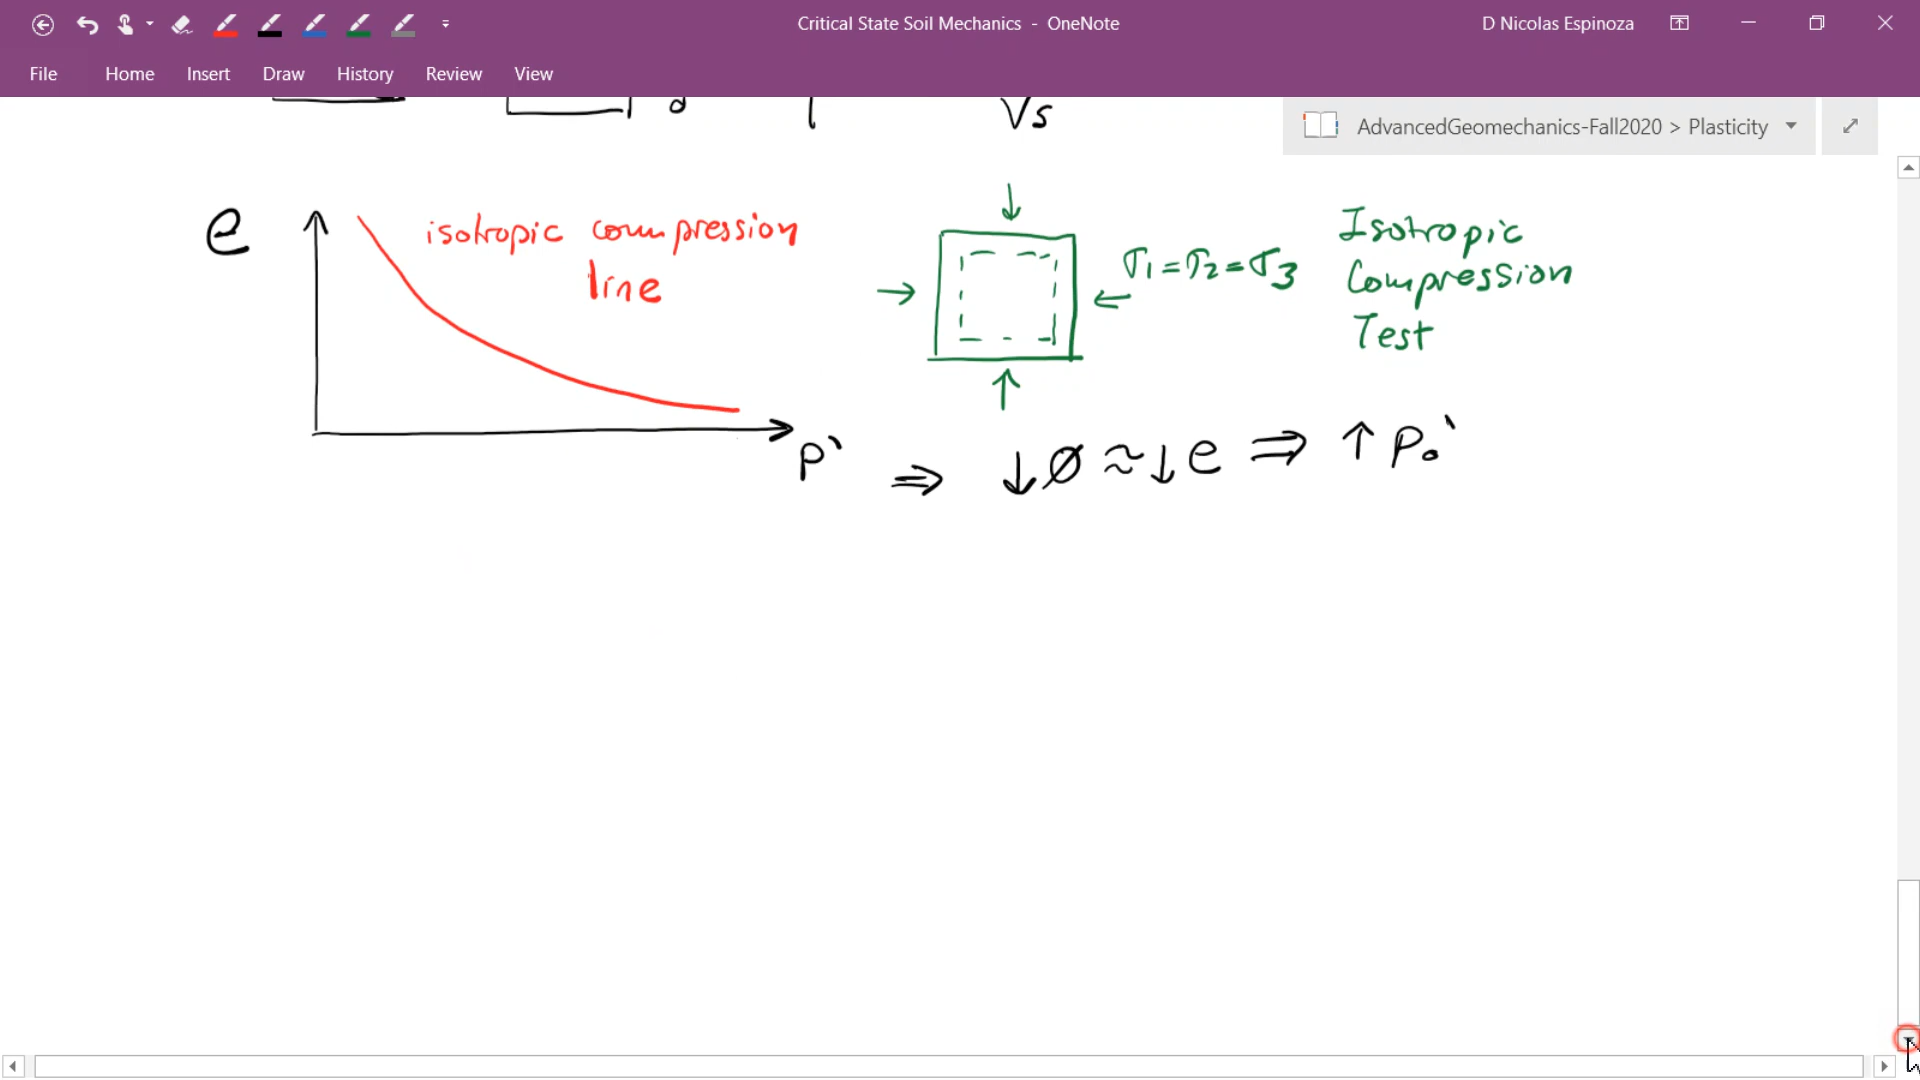 Critical State Soil Mechanics - OneNote
D Nicolas Espinoza
File Home Insert Draw History Review View
AdvancedGeomechanics-Fall2020 > Plasticity
Vs
e
isotropic compression
line
σ1=σ2=σ3
Isotropic
Compression
Test
p'
⇒ ↓ø ≈ ↓e ⇒ ↑ Po'